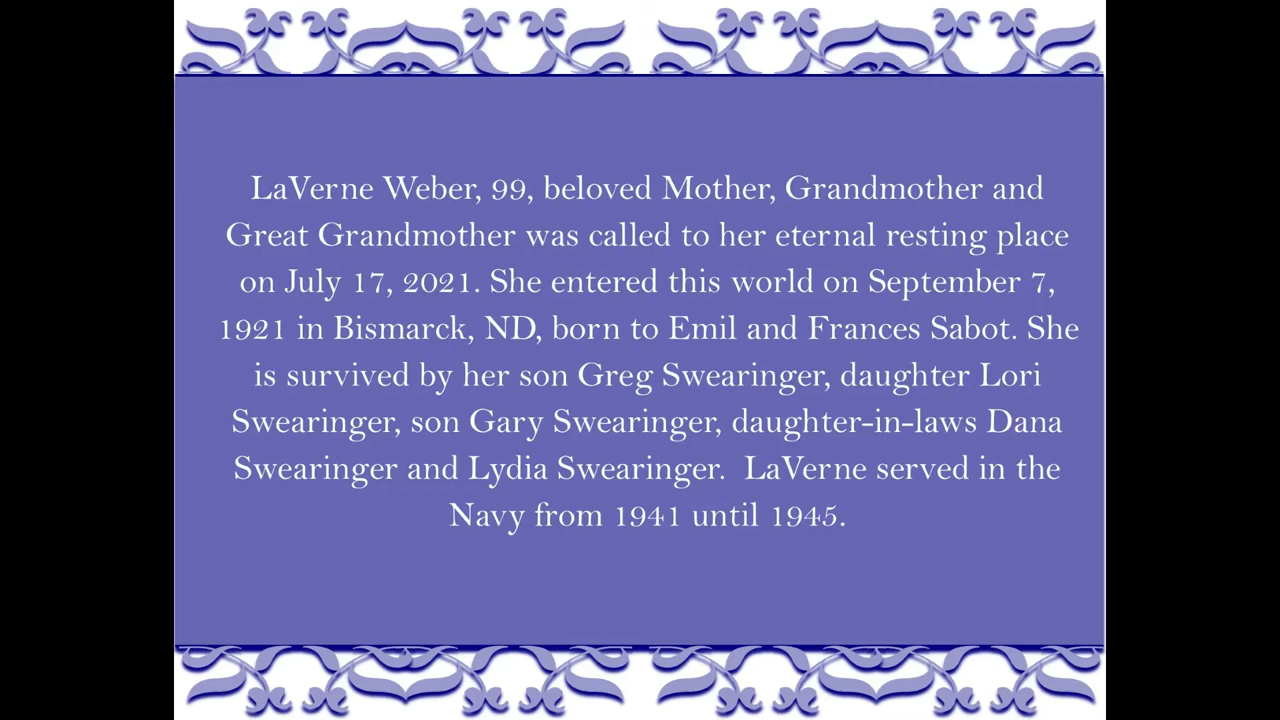 LaVerne Weber, 99, beloved Mother, Grandmother and
Great Grandmother was called to her eternal resting place
on July 17, 2021. She entered this world on September 7,
1921 in Bismarck, ND, born to Emil and Frances Sabot. She
is survived by her son Greg Swearinger, daughter Lori
Swearinger, son Gary Swearinger, daughter-in-laws Dana
Swearinger and Lydia Swearinger.  LaVerne served in the
Navy from 1941 until 1945.